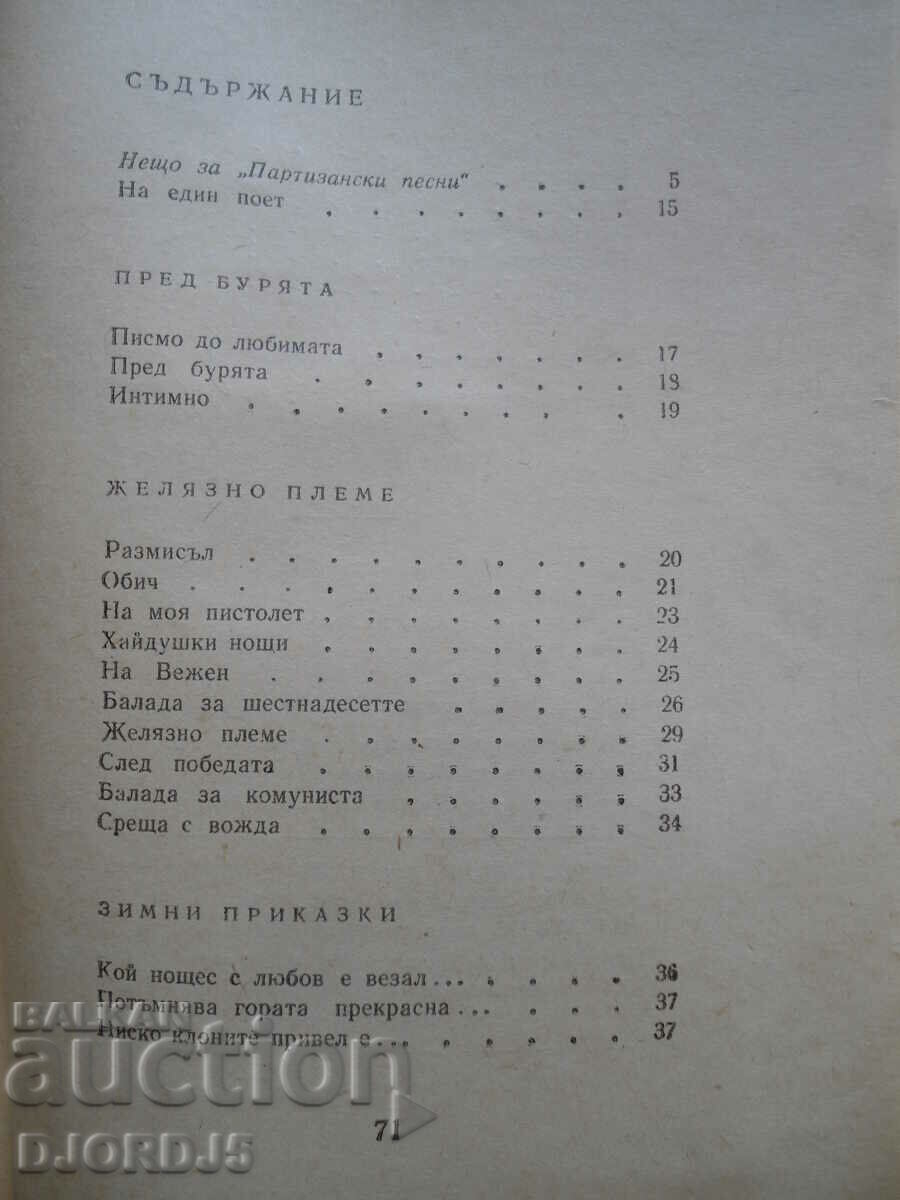 СЪДЪРЖАНИЕ
Нещо за „Партизански песни“ . . . . 5
На един поет . . . . . . . 15
ПРЕД БУРЯТА
Писмо до любимата . . . . . . . 17
Пред бурята . . . . . . . 18
Интимно . . . . . . . . 19
ЖЕЛЯЗНО ПЛЕМЕ
Размисъл . . . . . . . . . . 20
Обич . . . . . . . . . . . 21
На моя пистолет . . . . . . . . 23
Хайдушки нощи . . . . . . . . 24
На Вежен . . . . . . . . . 25
Балада за шестнадесетте . . . . . 26
Желязно племе . . . . . . . . 29
След победата . . . . . . . . 31
Балада за комуниста . . . . . . 33
Среща с вожда . . . . . . . . 34
ЗИМНИ ПРИКАЗКИ
Кой нощес с любов е везал... . . . . 36
Потъмнява гората прекрасна... . . . 37
Ниско клоните привел е... . . . . . 37
71
BALKAN
auction
DJORDJ5